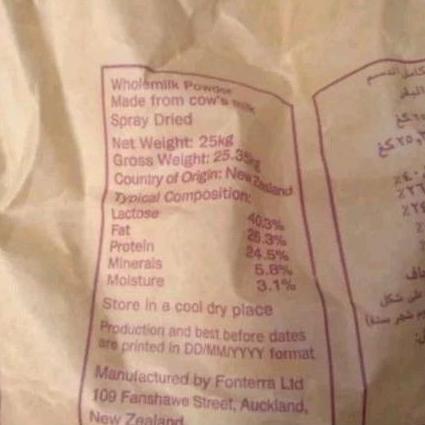 Wholemilk Powder
Made from cow's milk
Spray Dried
Net Weight: 25kg
Gross Weight: 25.35kg
Country of Origin: New Zealand
Typical Composition:
Lactose 40.3%
Fat 26.3%
Protein 24.5%
Minerals 5.8%
Moisture 3.1%
Store in a cool dry place
Production and best before dates
are printed in DD/MM/YYYY format
Manufactured by Fonterra Ltd
109 Fanshawe Street, Auckland,
New Zealand
كامل الدسم
البقر